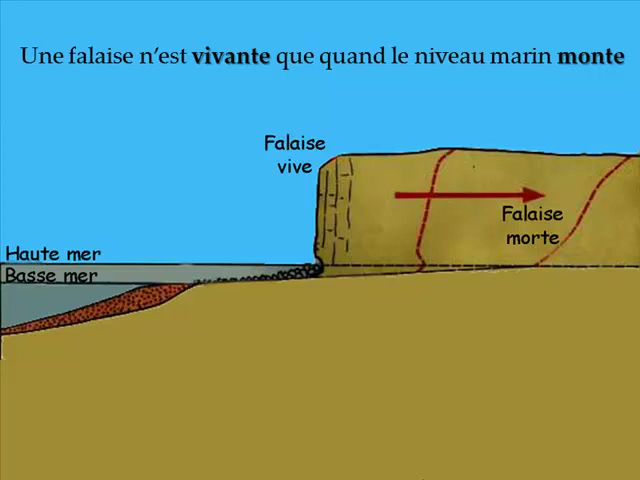 Une falaise n’est vivante que quand le niveau marin monte
Falaise
vive
Falaise
morte
Haute mer
Basse mer